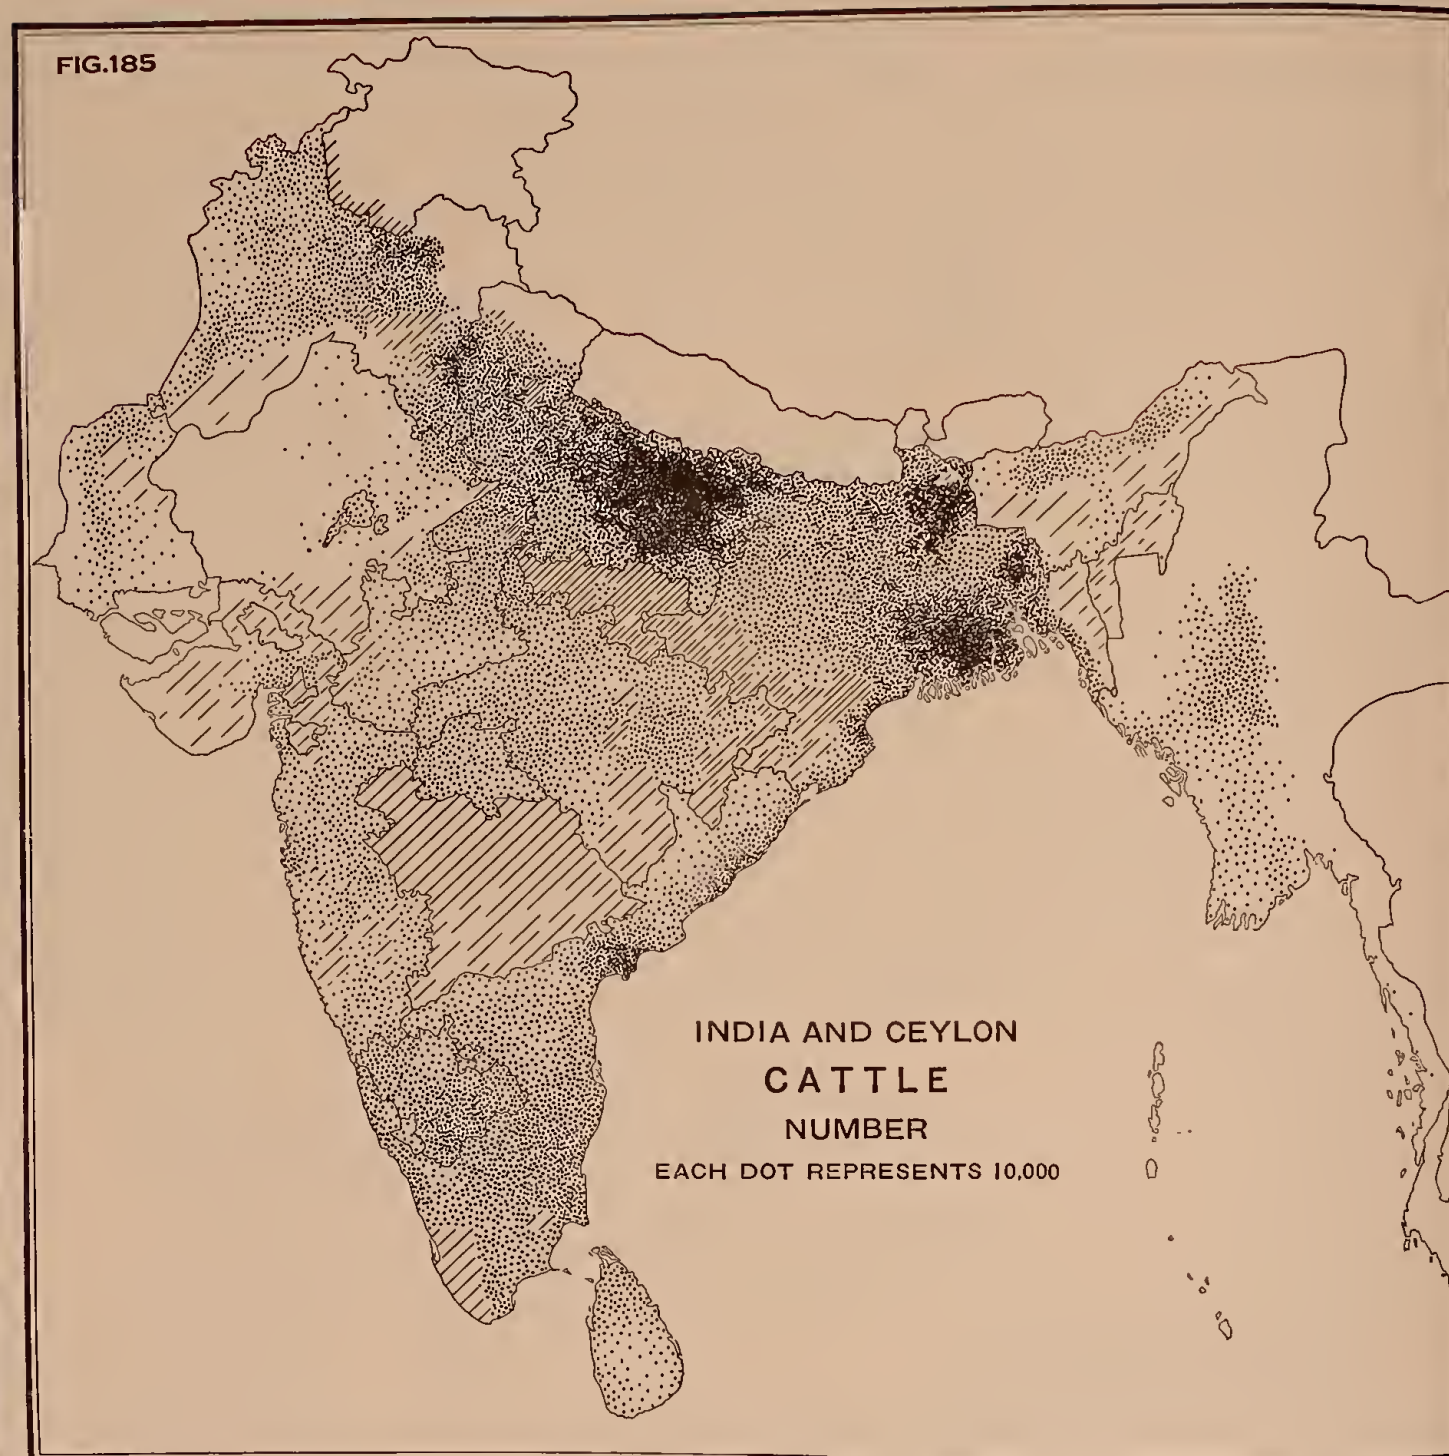 FIG.185
INDIA AND CEYLON
CATTLE
NUMBER
EACH DOT REPRESENTS 10,000